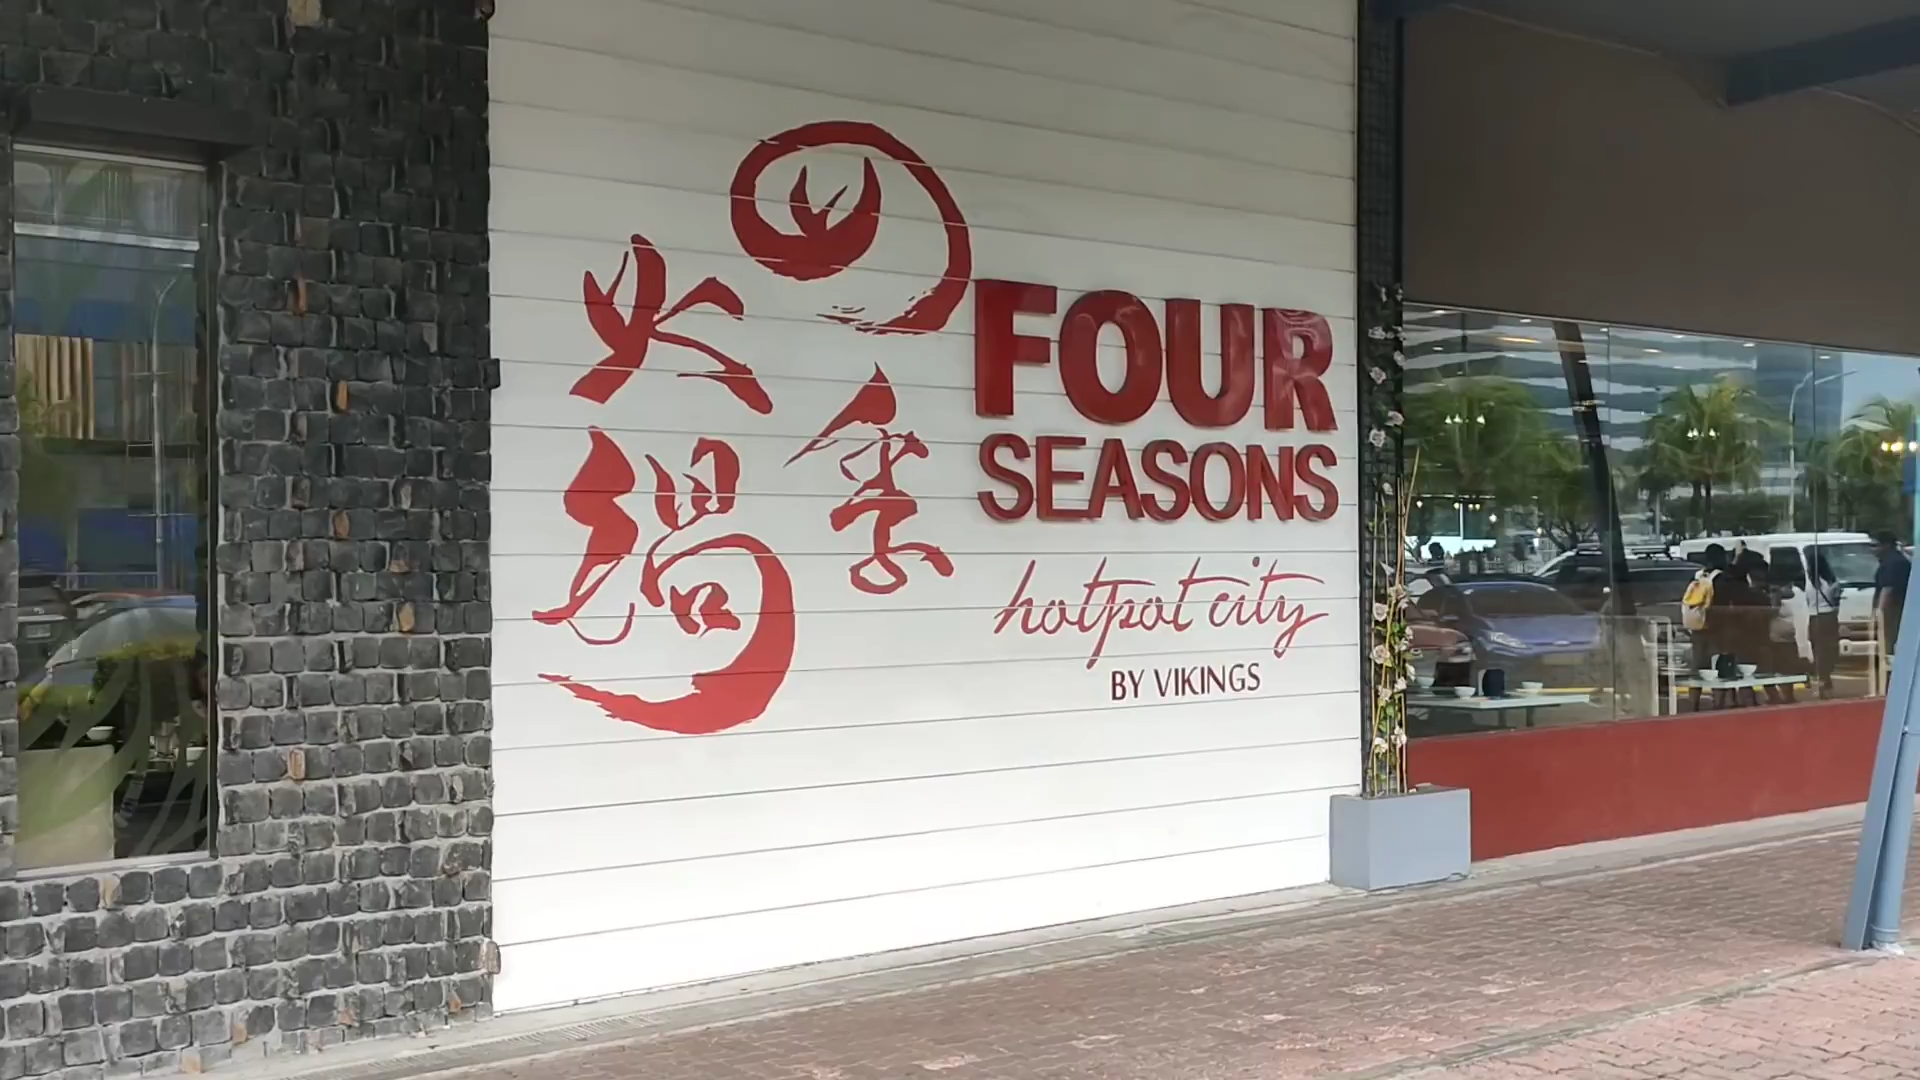 四季
火鍋
FOUR
SEASONS
hotpot city
BY VIKINGS